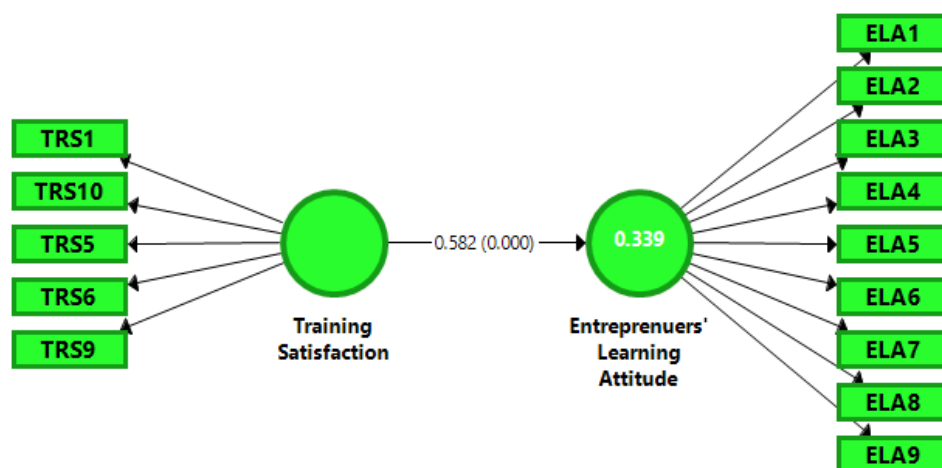 TRS1
TRS10
TRS5
TRS6
TRS9
Training
Satisfaction
0.582 (0.000)
0.339
Entreprenuers'
Learning
Attitude
ELA1
ELA2
ELA3
ELA4
ELA5
ELA6
ELA7
ELA8
ELA9